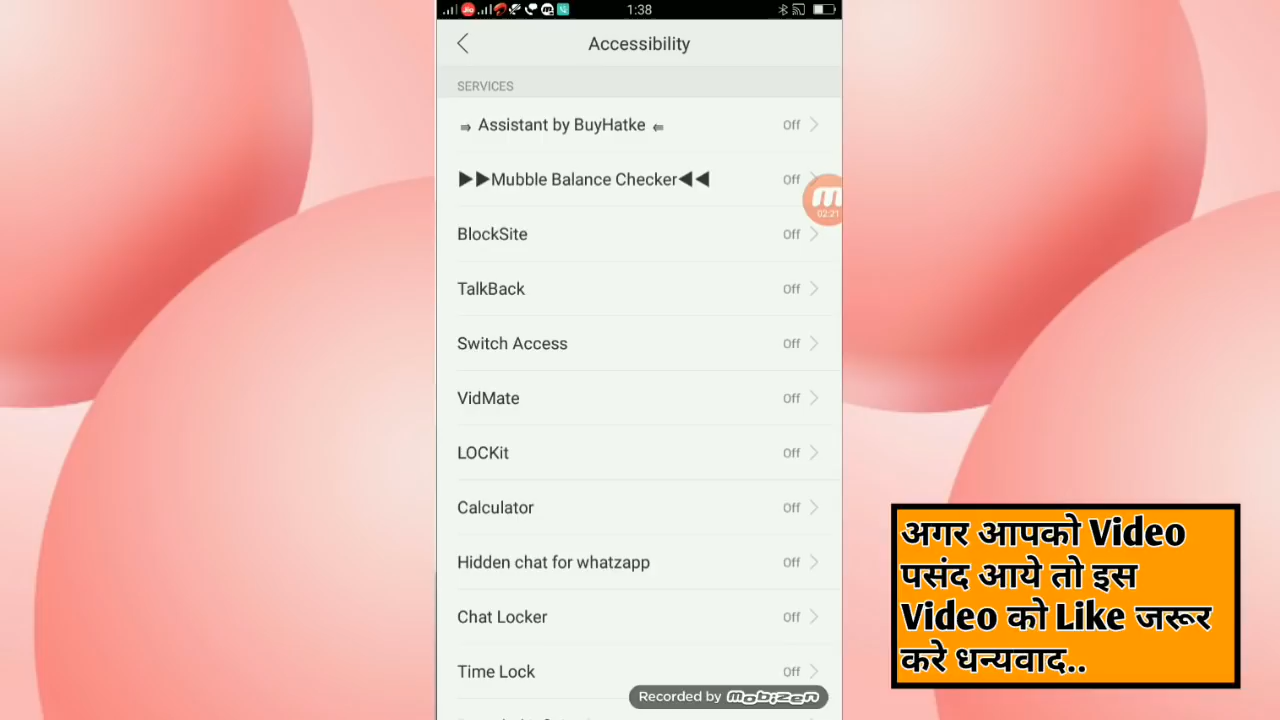 1:38
Accessibility
SERVICES
⇛ Assistant by BuyHatke ⇚ Off
▶▶Mubble Balance Checker◀◀ Off
02:21
BlockSite Off
TalkBack Off
Switch Access Off
VidMate Off
LOCKit Off
Calculator Off
Hidden chat for whatzapp Off
Chat Locker Off
Time Lock Off
Recorded by mobizen
अगर आपको Video
पसंद आये तो इस
Video को Like जरूर
करे धन्यवाद..